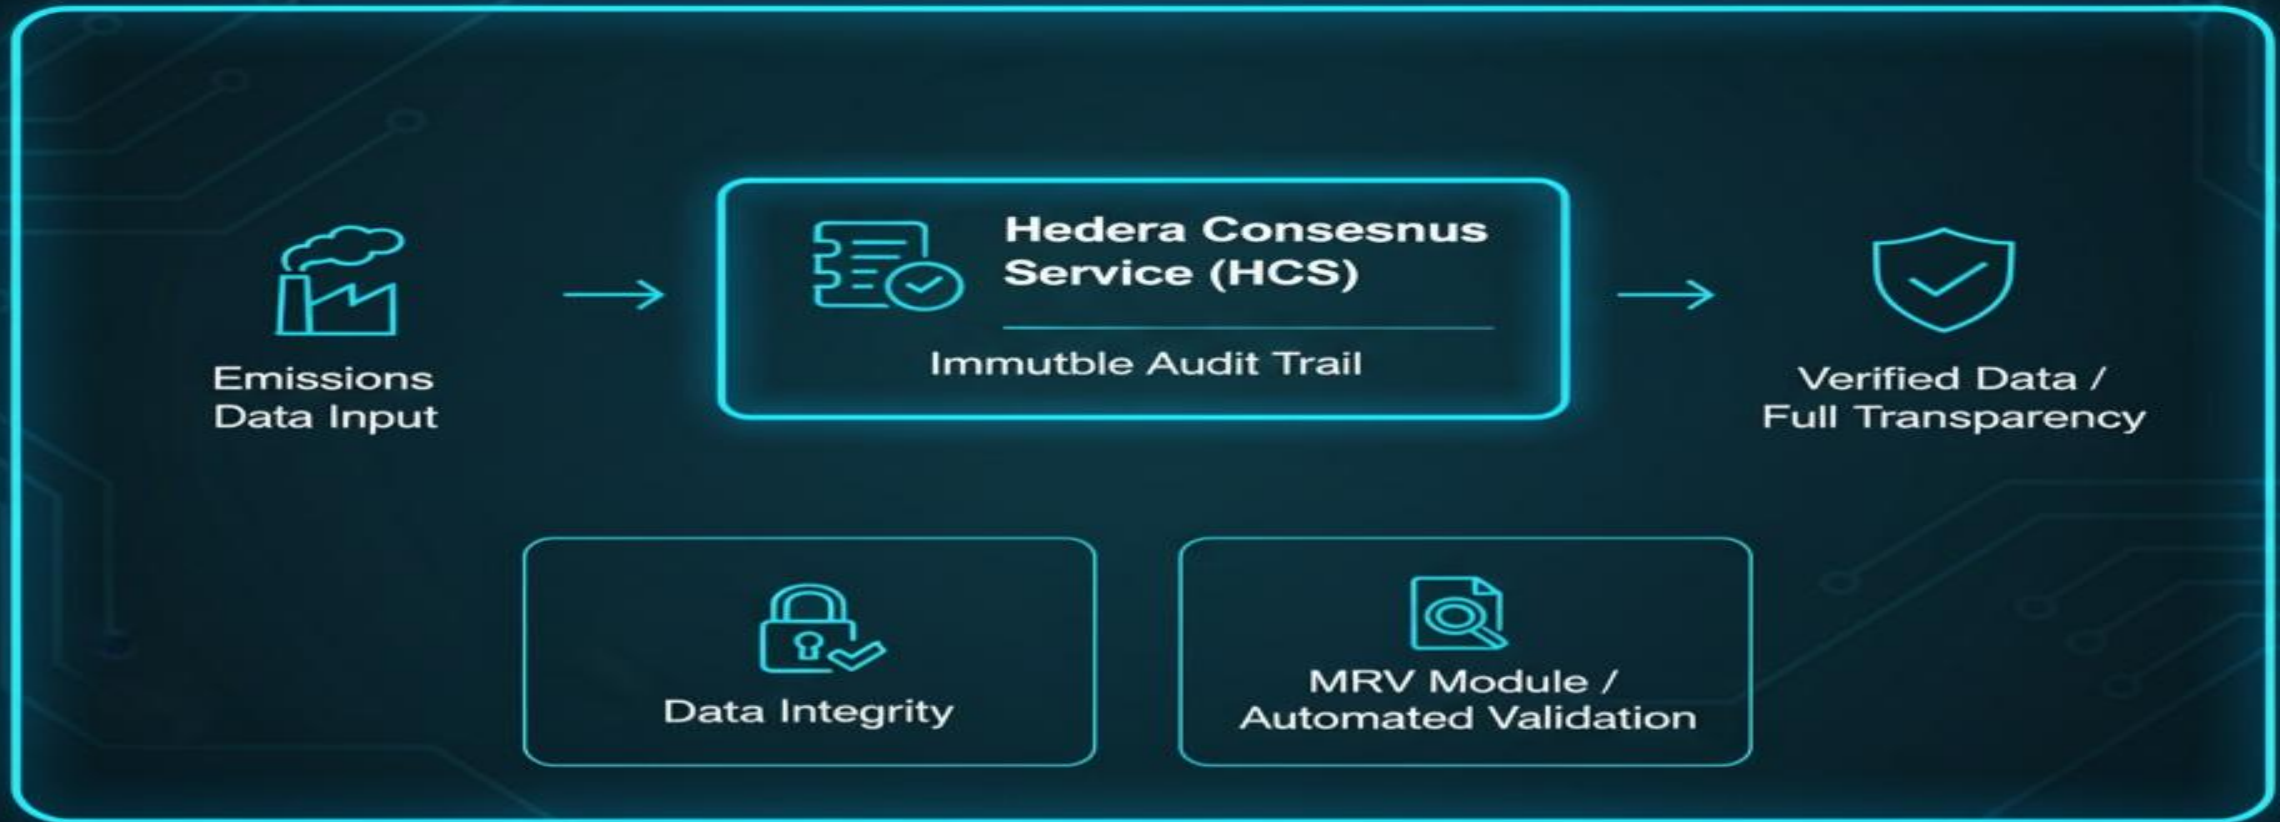 Hedera Consesnus
Service (HCS)
Immutble Audit Trail
Emissions
Data Input
Verified Data /
Full Transparency
Data Integrity
MRV Module /
Automated Validation